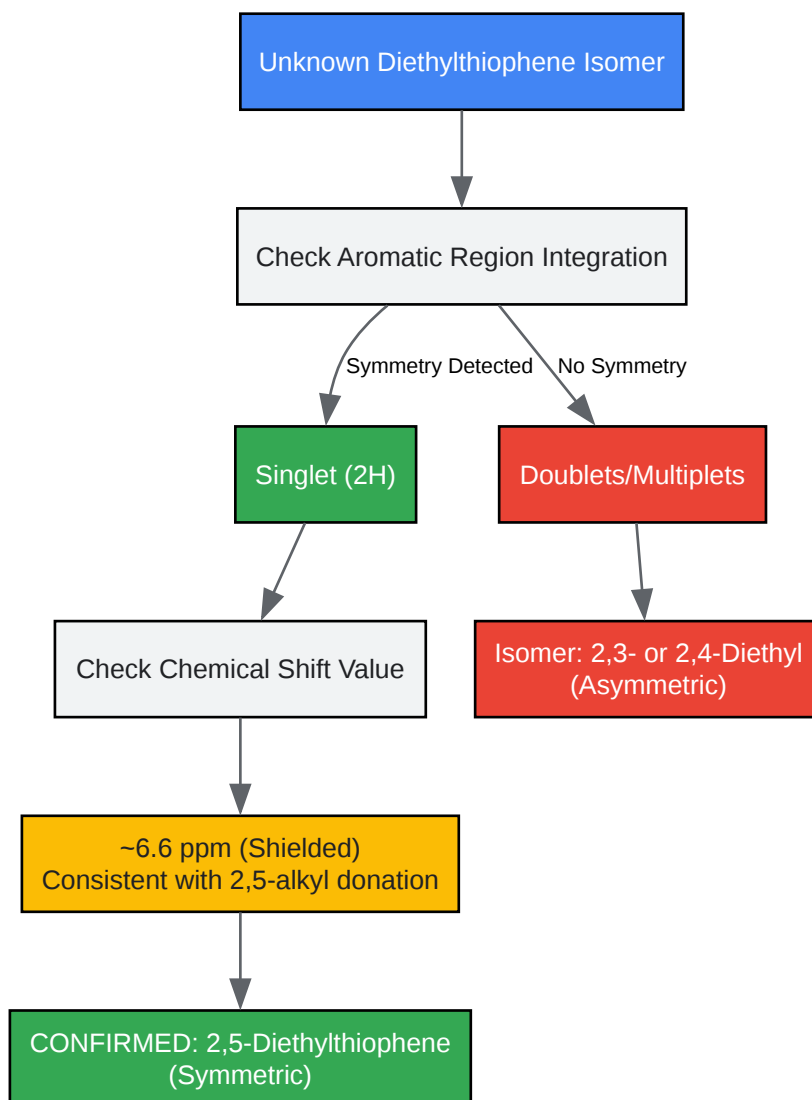 Unknown Diethylthiophene Isomer
Check Aromatic Region Integration
Symmetry Detected
No Symmetry
Singlet (2H)
Doublets/Multiplets
Check Chemical Shift Value
Isomer: 2,3- or 2,4-Diethyl
(Asymmetric)
~6.6 ppm (Shielded)
Consistent with 2,5-alkyl donation
CONFIRMED: 2,5-Diethylthiophene
(Symmetric)